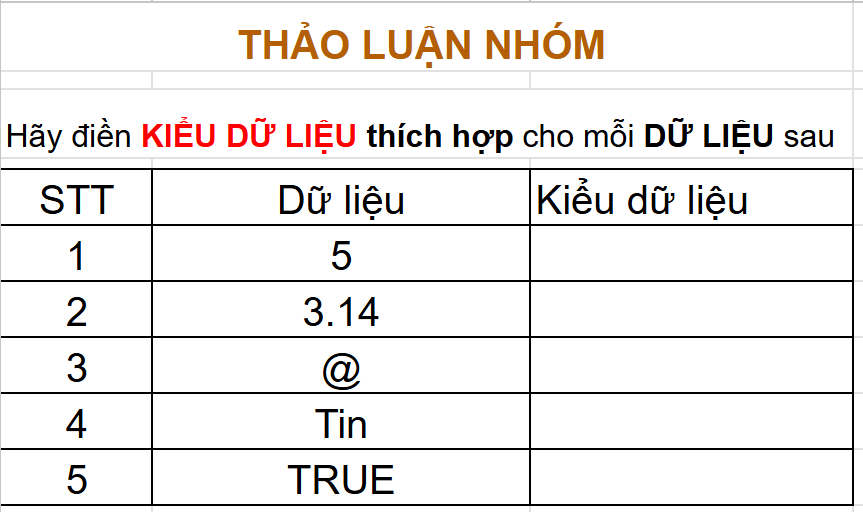 THẢO LUẬN NHÓM
Hãy điền KIỂU DỮ LIỆU thích hợp cho mỗi DỮ LIỆU sau
STT Dữ liệu Kiểu dữ liệu
1 5
2 3.14
3 @
4 Tin
5 TRUE